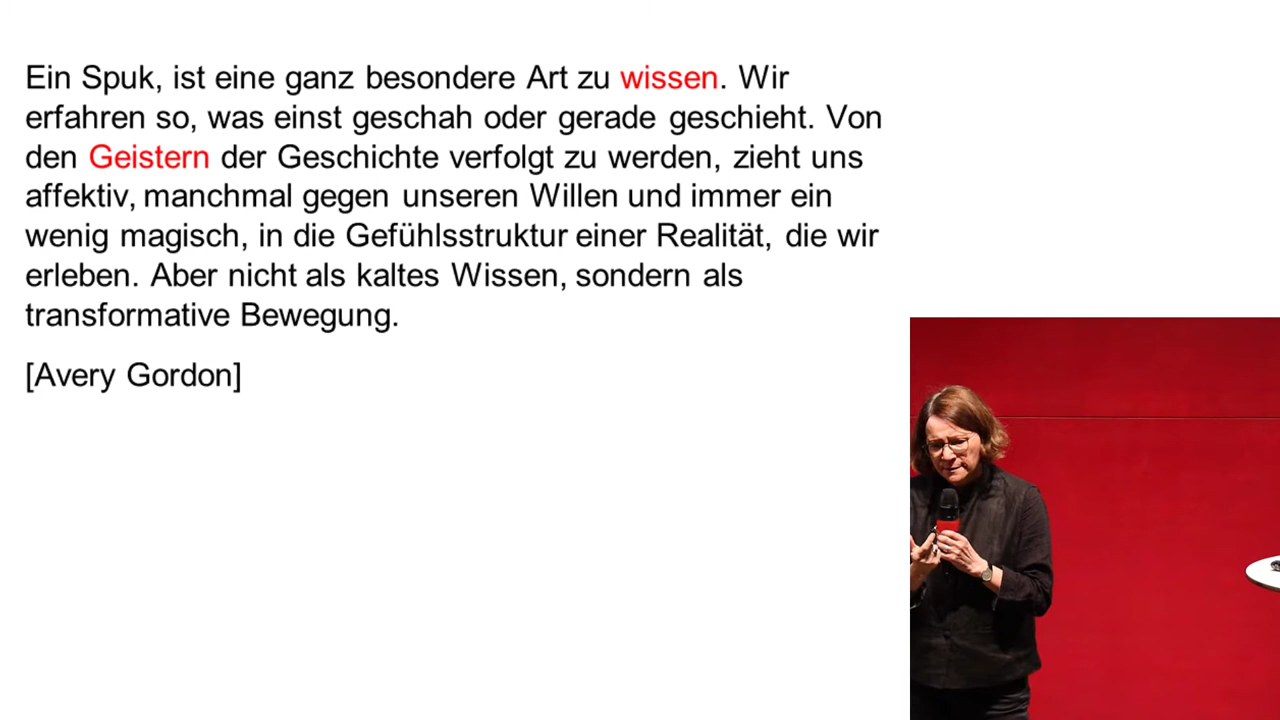 Ein Spuk, ist eine ganz besondere Art zu wissen. Wir
erfahren so, was einst geschah oder gerade geschieht. Von
den Geistern der Geschichte verfolgt zu werden, zieht uns
affektiv, manchmal gegen unseren Willen und immer ein
wenig magisch, in die Gefühlsstruktur einer Realität, die wir
erleben. Aber nicht als kaltes Wissen, sondern als
transformative Bewegung.
[Avery Gordon]